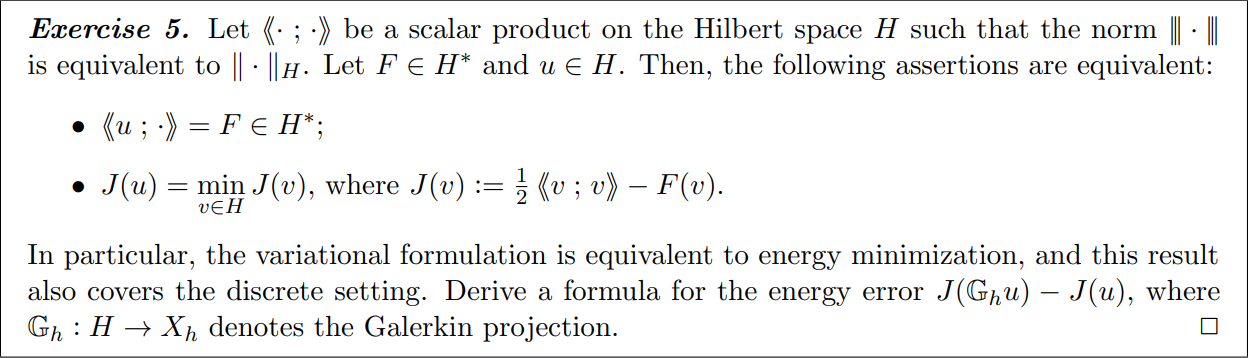 Exercise 5. Let ⟪· ; ·⟫ be a scalar product on the Hilbert space H such that the norm ⦀ · ⦀
is equivalent to ∥ · ∥_H. Let F ∈ H* and u ∈ H. Then, the following assertions are equivalent:
• ⟪u ; ·⟫ = F ∈ H*;
• J(u) = min_{v∈H} J(v), where J(v) := 1/2 ⟪v ; v⟫ − F(v).
In particular, the variational formulation is equivalent to energy minimization, and this result
also covers the discrete setting. Derive a formula for the energy error J(𝔾_h u) − J(u), where
𝔾_h : H → X_h denotes the Galerkin projection. □